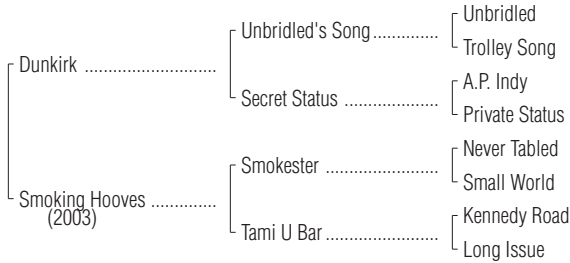 Unbridled
Unbridled's Song..............
Trolley Song
Dunkirk ............................
A.P. Indy
Secret Status ....................
Private Status
Never Tabled
Smokester ........................
Small World
Smoking Hooves ..............
(2003)
Kennedy Road
Tami U Bar........................
Long Issue